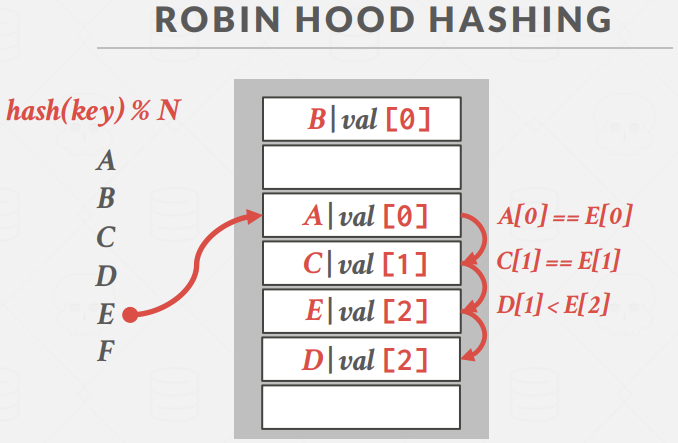 ROBIN HOOD HASHING
hash(key) % N
A
B
C
D
E
F
B|val [0]
A|val [0]
C|val [1]
E|val [2]
D|val [2]
A[0] == E[0]
C[1] == E[1]
D[1] < E[2]